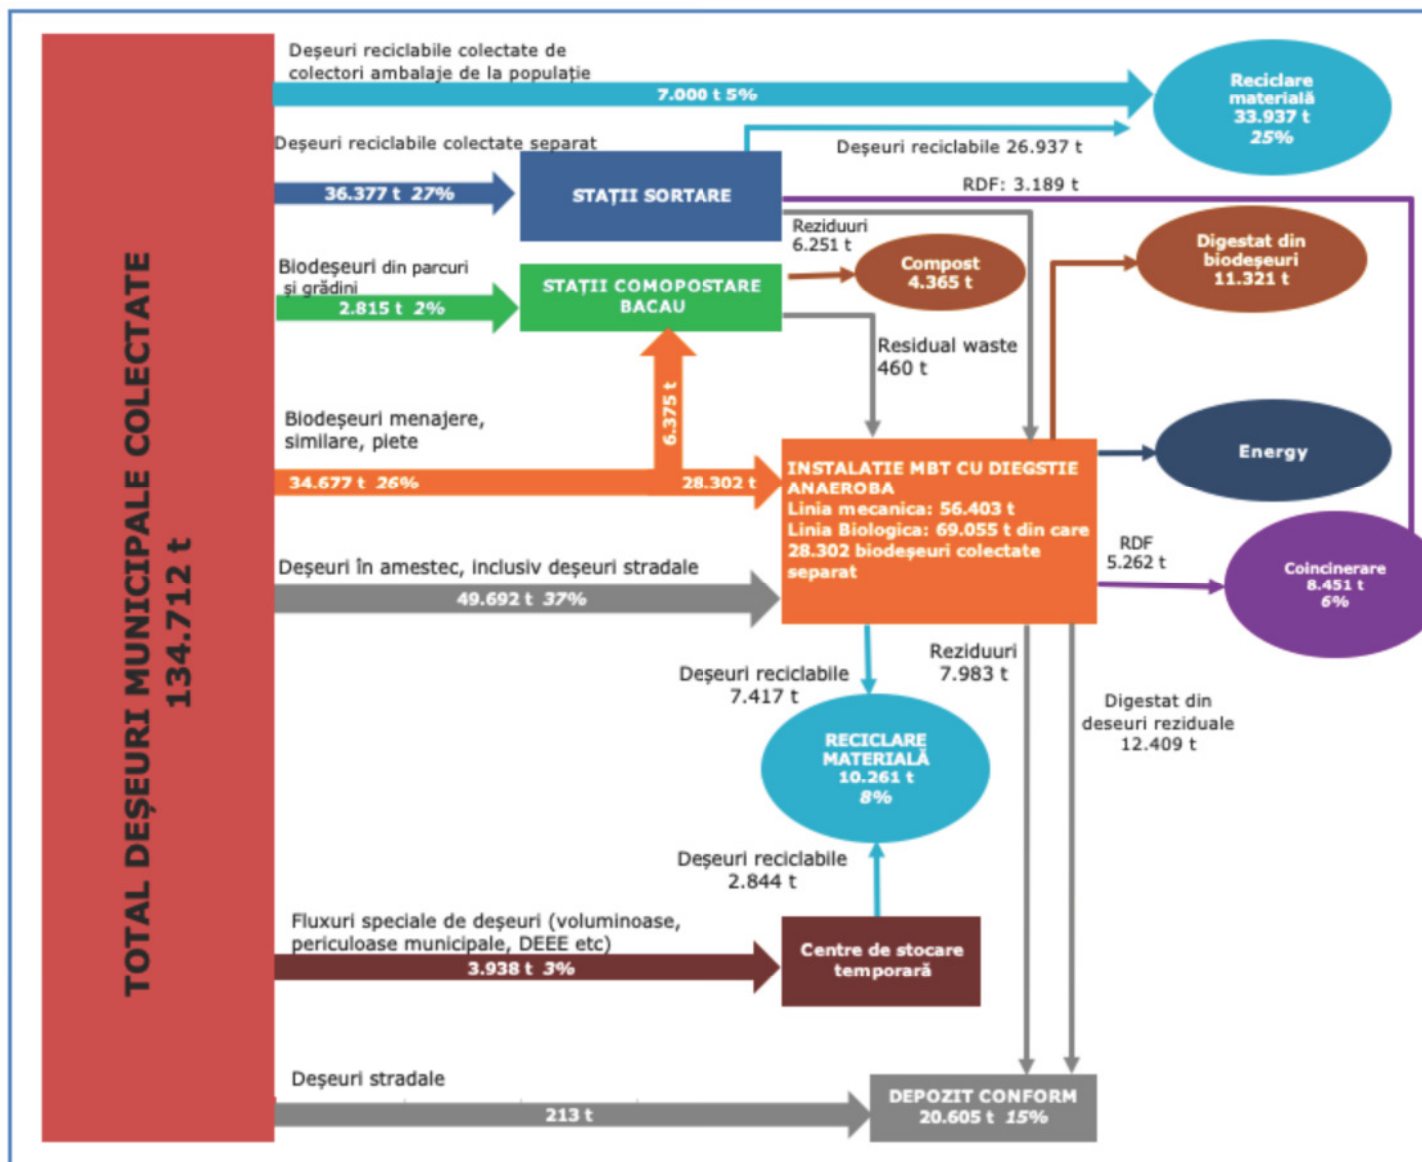 TOTAL DEȘEURI MUNICIPALE COLECTATE
134.712 t
Deșeuri reciclabile colectate de
colectori ambalaje de la populație
7.000 t 5%
Reciclare
materială
33.937 t
25%
Deșeuri reciclabile colectate separat
36.377 t 27%
STAȚII SORTARE
Deșeuri reciclabile 26.937 t
RDF: 3.189 t
Reziduuri
6.251 t
Biodeșeuri din parcuri
și grădini
2.815 t 2%
STAȚII COMOPOSTARE
BACAU
Compost
4.365 t
Digestat din
biodeșeuri
11.321 t
Residual waste
460 t
Biodeșeuri menajere,
similare, piete
34.677 t 26%
6.375 t
28.302 t
INSTALATIE MBT CU DIEGSTIE
ANAEROBA
Linia mecanica: 56.403 t
Linia Biologica: 69.055 t din care
28.302 biodeșeuri colectate
separat
Energy
RDF
5.262 t
Coincinerare
8.451 t
6%
Deșeuri în amestec, inclusiv deșeuri stradale
49.692 t 37%
Deșeuri reciclabile
7.417 t
Reziduuri
7.983 t
Digestat din
deseuri reziduale
12.409 t
RECICLARE
MATERIALĂ
10.261 t
8%
Deșeuri reciclabile
2.844 t
Fluxuri speciale de deșeuri (voluminoase,
periculoase municipale, DEEE etc)
3.938 t 3%
Centre de stocare
temporară
Deșeuri stradale
213 t
DEPOZIT CONFORM
20.605 t 15%